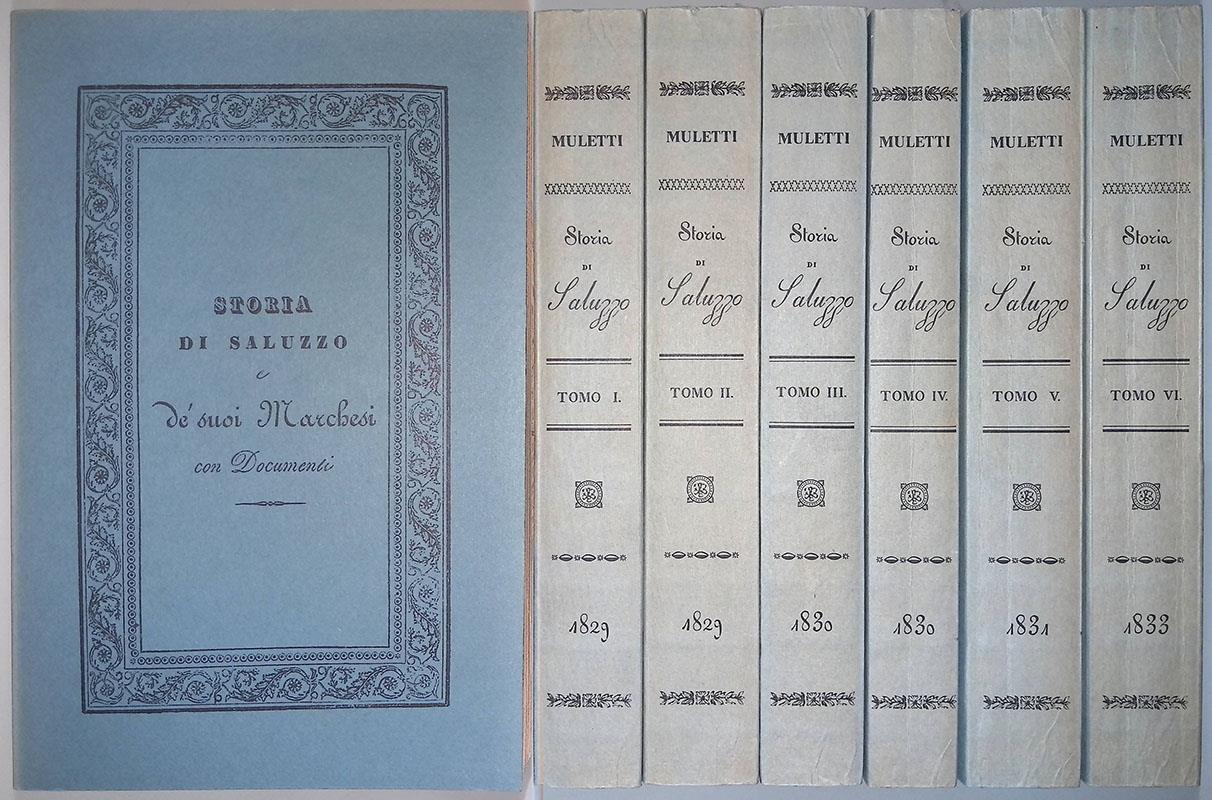 STORIA
DI SALUZZO
e
de' suoi Marchesi
con Documenti
MULETTI
Storia
DI
Saluzzo
TOMO I.
1829
MULETTI
Storia
DI
Saluzzo
TOMO II.
1829
MULETTI
Storia
DI
Saluzzo
TOMO III.
1830
MULETTI
Storia
DI
Saluzzo
TOMO IV.
1830
MULETTI
Storia
DI
Saluzzo
TOMO V.
1831
MULETTI
Storia
DI
Saluzzo
TOMO VI.
1833